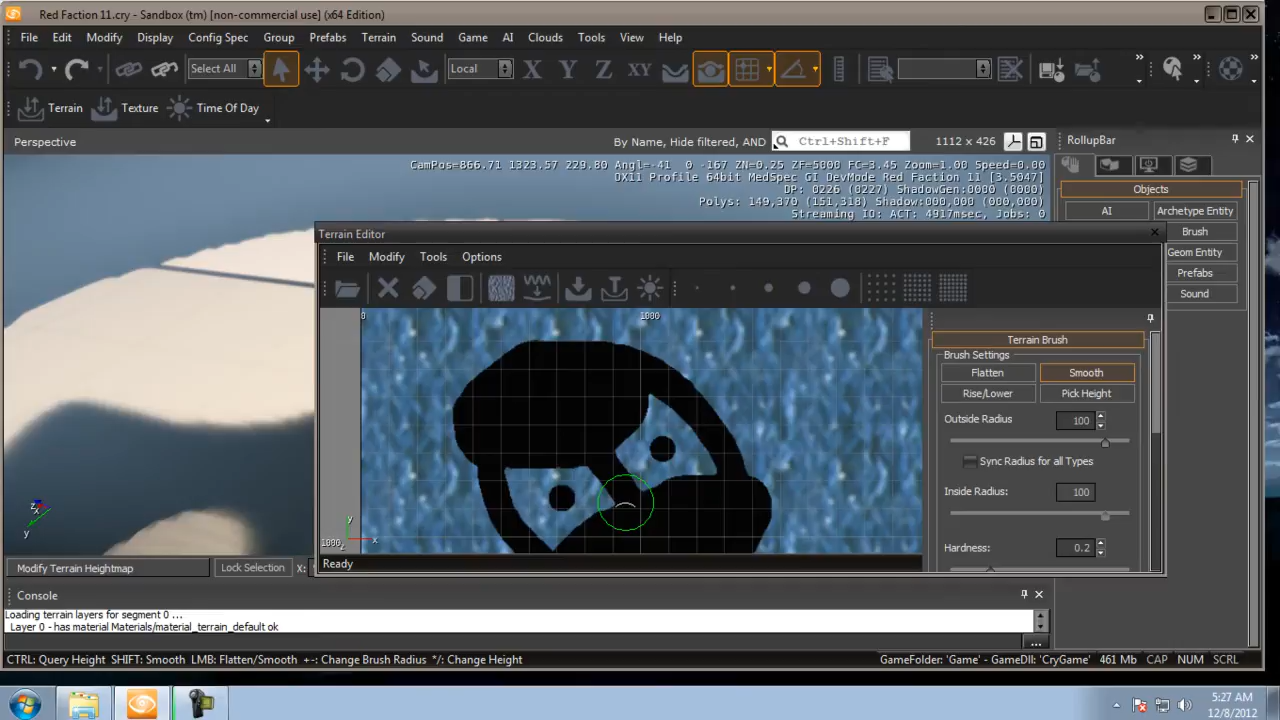 Red Faction 11.cry - Sandbox (tm) [non-commercial use] (x64 Edition)
File Edit Modify Display Config Spec Group Prefabs Terrain Sound Game AI Clouds Tools View Help
Select All Local X Y Z XY
Terrain Texture Time Of Day
Perspective By Name, Hide filtered, AND Ctrl+Shift+F 1112 x 426 RollupBar
CamPos=866.71 1323.57 229.80 Angl=-41 0 -167 ZN=0.25 ZF=5000 FC=3.45 Zoom=1.00 Speed=0.00
DX11 Profile 64bit MedSpec GI DevMode Red Faction 11 [3.5047]
DP: 0226 (0227) ShadowGen:0000 (0000)
Polys: 149,370 (151,318) Shadow:000,000 (000,000)
Streaming IO: ACT: 4917msec, Jobs: 0
Objects
AI Archetype Entity
Brush
Geom Entity
Prefabs
Sound
Terrain Editor
File Modify Tools Options
0 1000
Terrain Brush
Brush Settings
Flatten Smooth
Rise/Lower Pick Height
Outside Radius 100
Sync Radius for all Types
Inside Radius: 100
Hardness: 0.2
y
x
1000 z
z x
y
Ready
Modify Terrain Heightmap Lock Selection X:
Console
Loading terrain layers for segment 0 ...
Layer 0 - has material Materials/material_terrain_default ok
...
CTRL: Query Height SHIFT: Smooth LMB: Flatten/Smooth +-: Change Brush Radius */: Change Height GameFolder: 'Game' - GameDll: 'CryGame' 461 Mb CAP NUM SCRL
5:27 AM
12/8/2012